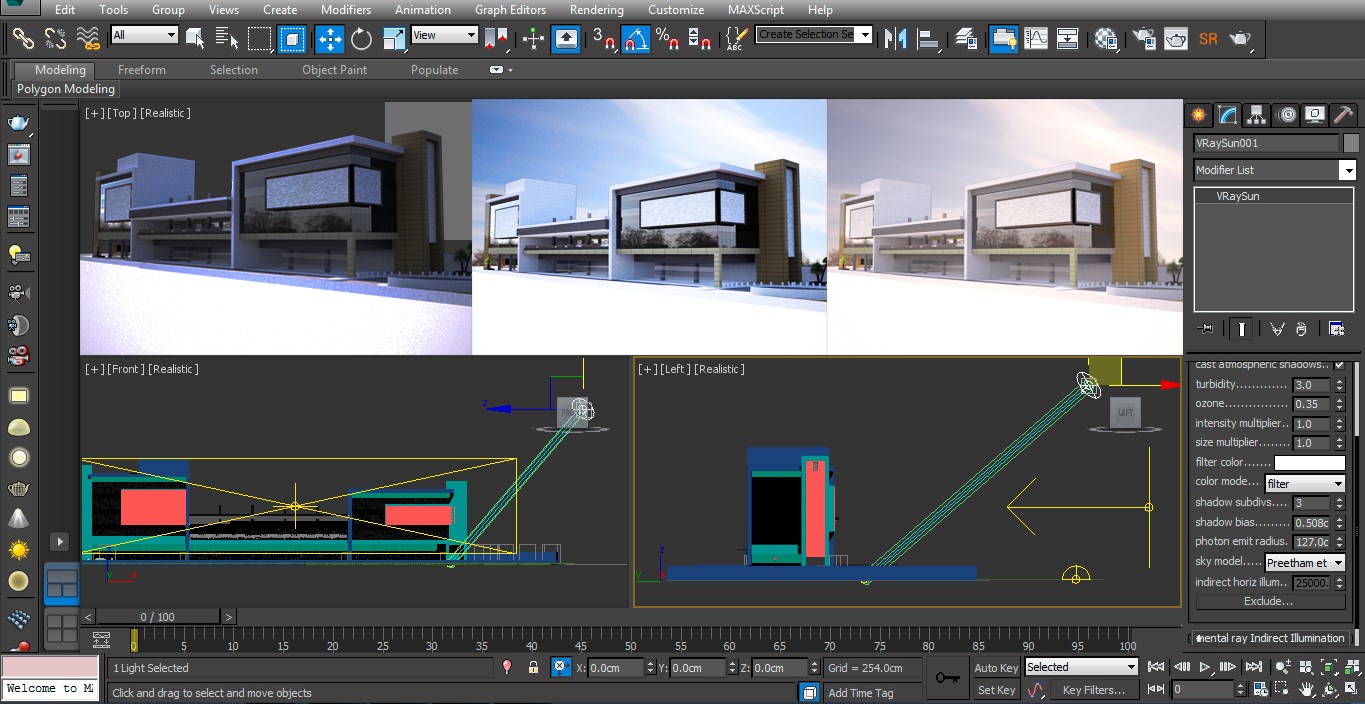 Edit Tools Group Views Create Modifiers Animation Graph Editors Rendering Customize MAXScript Help
All View 3 % ABC Create Selection Se SR
Modeling Freeform Selection Object Paint Populate
Polygon Modeling
[+] [Top] [Realistic]
VRaySun001
Modifier List
VRaySun
[+] [Front] [Realistic]
[+] [Left] [Realistic]
z
LEFT
z
y
x
z
y
cast atmospheric shadows..
turbidity............. 3.0
ozone................ 0.35
intensity multiplier.. 1.0
size multiplier....... 1.0
filter color.......
color mode... filter
shadow subdivs.... 3
shadow bias........ 0.508c
photon emit radius. 127.0c
sky model..... Preetham et
indirect horiz illum.. 25000.
Exclude...
mental ray Indirect Illumination
< 0 / 100 >
0 5 10 15 20 25 30 35 40 45 50 55 60 65 70 75 80 85 90 95 100
1 Light Selected X: 0.0cm Y: 0.0cm Z: 0.0cm Grid = 254.0cm Auto Key Selected
Welcome to M
Click and drag to select and move objects Add Time Tag Set Key Key Filters... 0